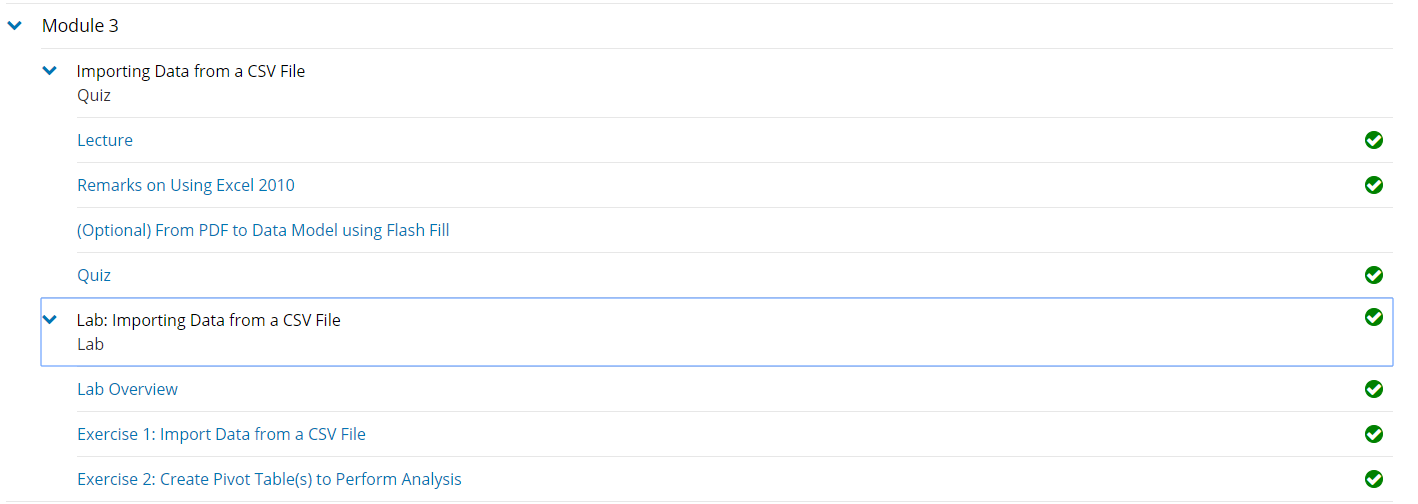 Module 3
Importing Data from a CSV File
Quiz
Lecture
Remarks on Using Excel 2010
(Optional) From PDF to Data Model using Flash Fill
Quiz
Lab: Importing Data from a CSV File
Lab
Lab Overview
Exercise 1: Import Data from a CSV File
Exercise 2: Create Pivot Table(s) to Perform Analysis